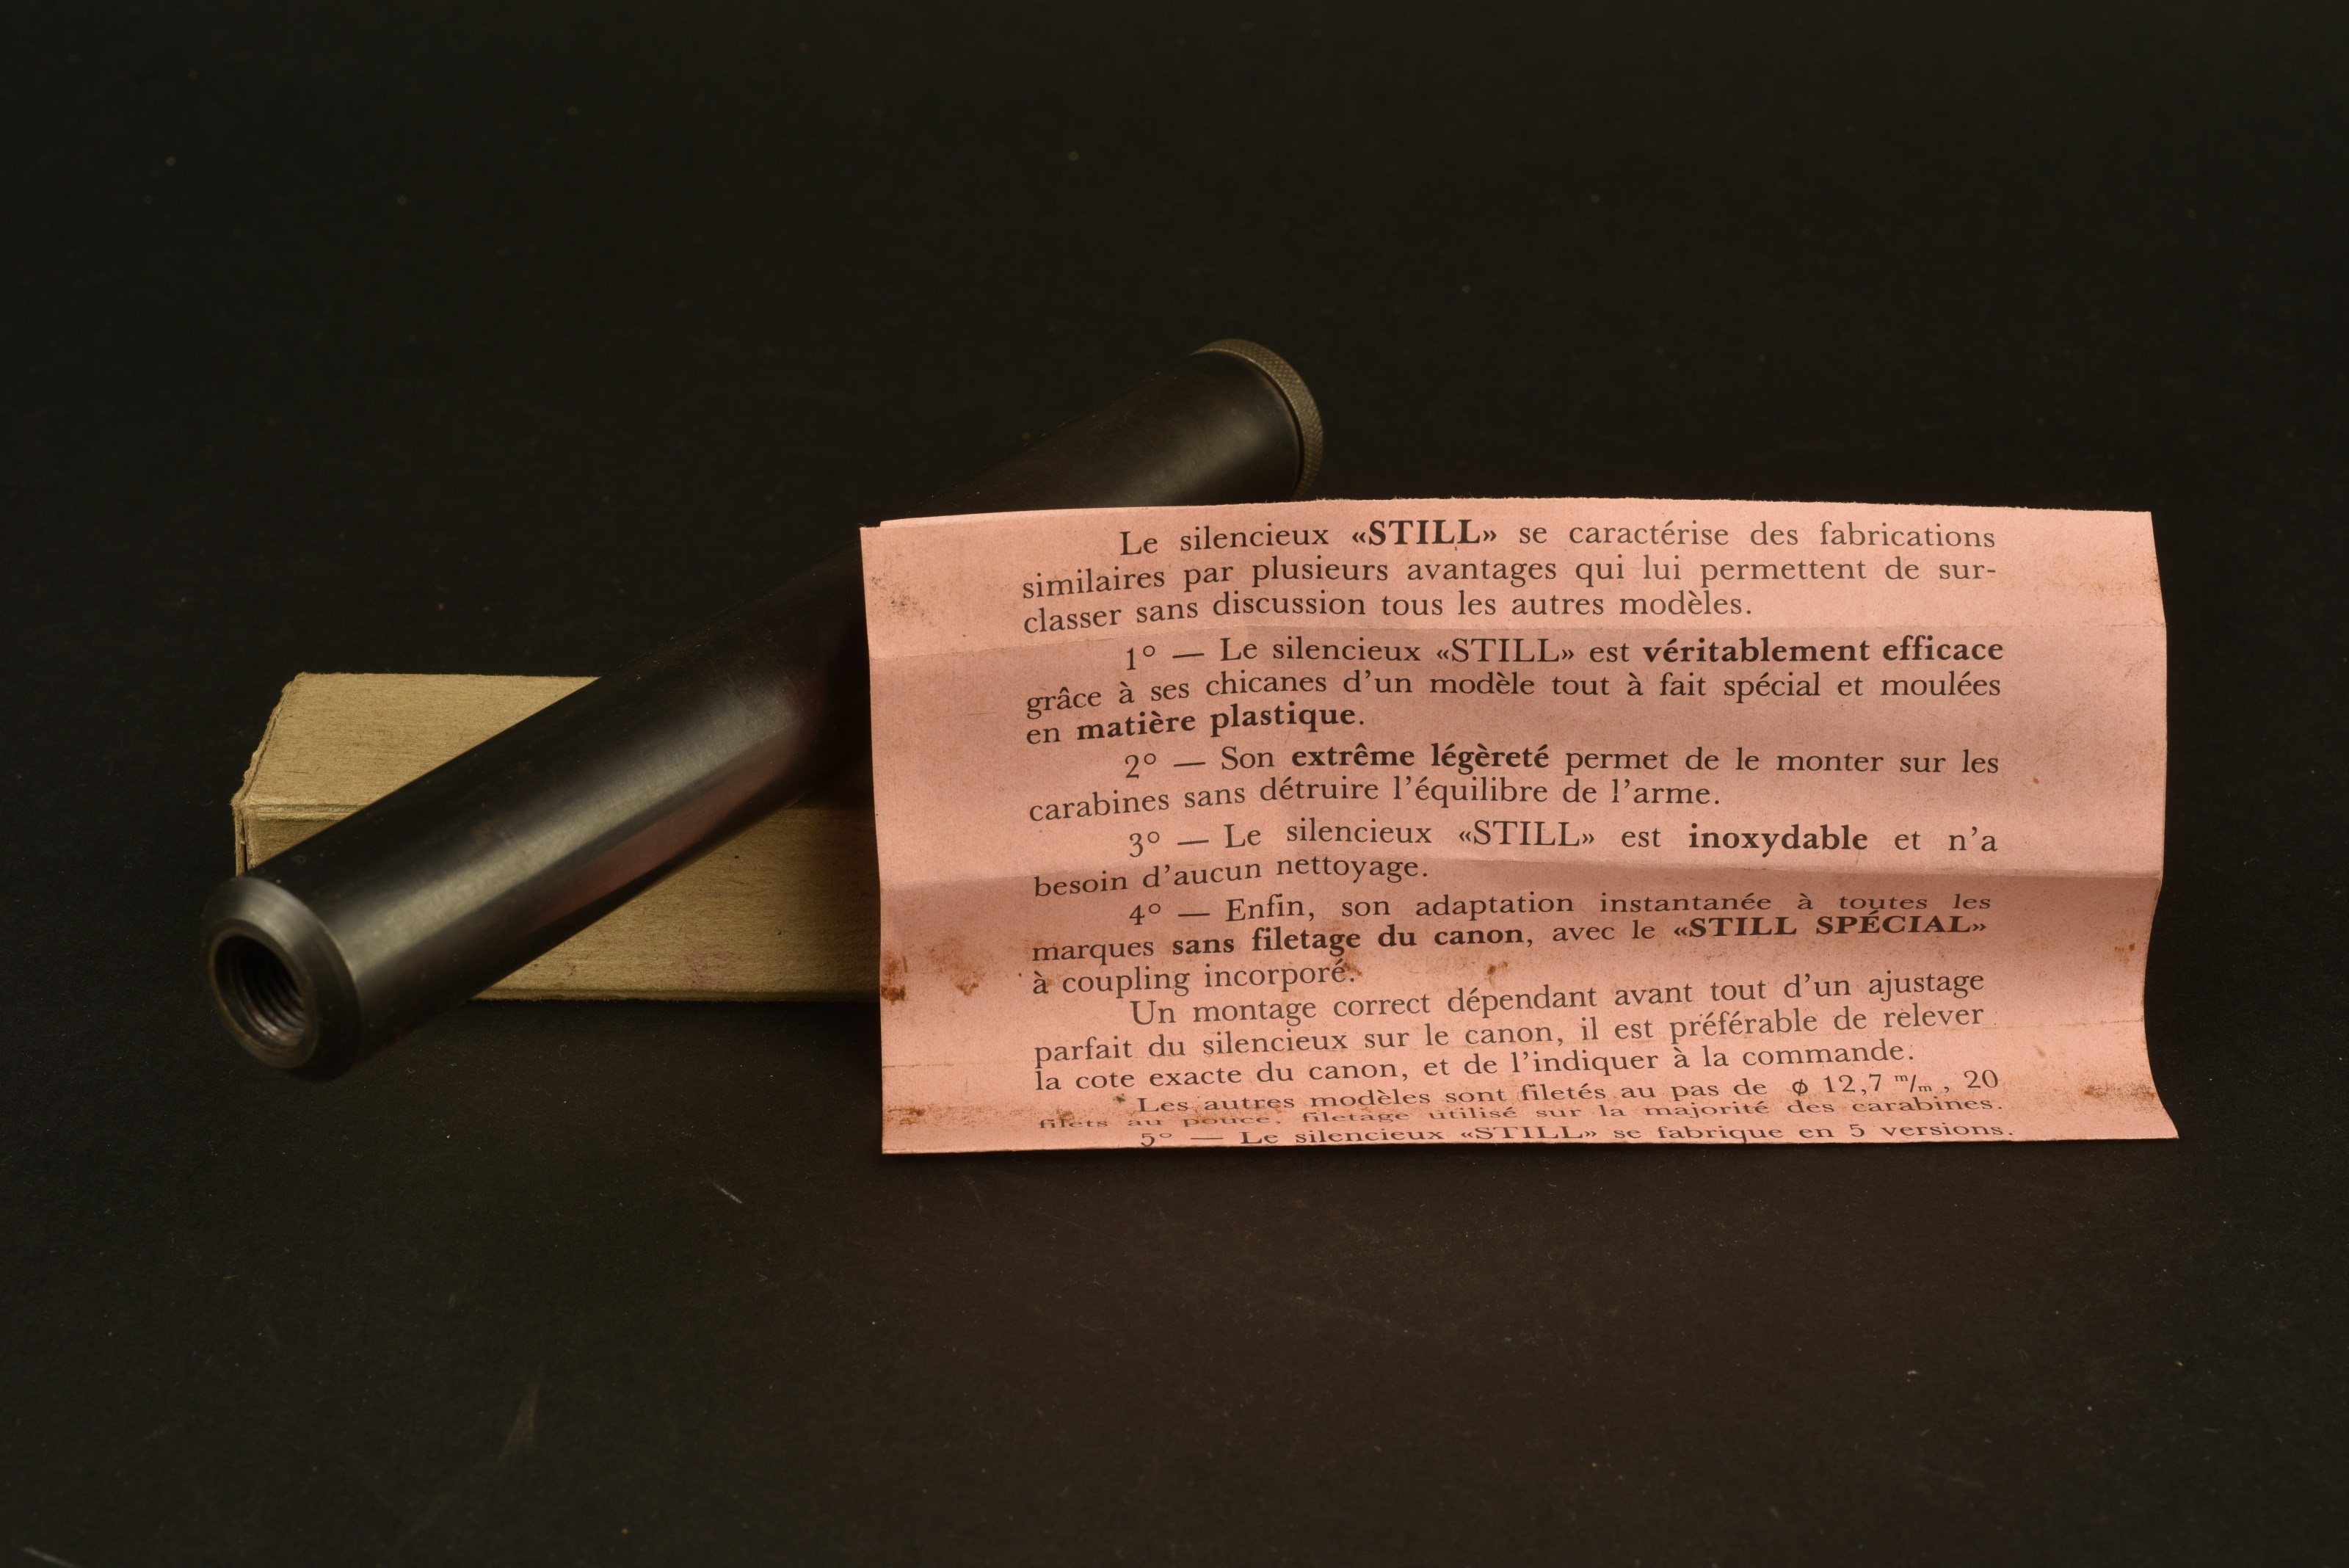 Le silencieux «STILL» se caractérise des fabrications
similaires par plusieurs avantages qui lui permettent de sur-
classer sans discussion tous les autres modèles.
1° — Le silencieux «STILL» est véritablement efficace
grâce à ses chicanes d'un modèle tout à fait spécial et moulées
en matière plastique.
2° — Son extrême légèreté permet de le monter sur les
carabines sans détruire l'équilibre de l'arme.
3° — Le silencieux «STILL» est inoxydable et n'a
besoin d'aucun nettoyage.
4° — Enfin, son adaptation instantanée à toutes les
marques sans filetage du canon, avec le «STILL SPÉCIAL»
à coupling incorporé.
Un montage correct dépendant avant tout d'un ajustage
parfait du silencieux sur le canon, il est préférable de relever
la cote exacte du canon, et de l'indiquer à la commande.
Les autres modèles sont filetés au pas de ϕ 12,7 m/m , 20
filets au pouce, filetage utilisé sur la majorité des carabines.
5° — Le silencieux «STILL» se fabrique en 5 versions.